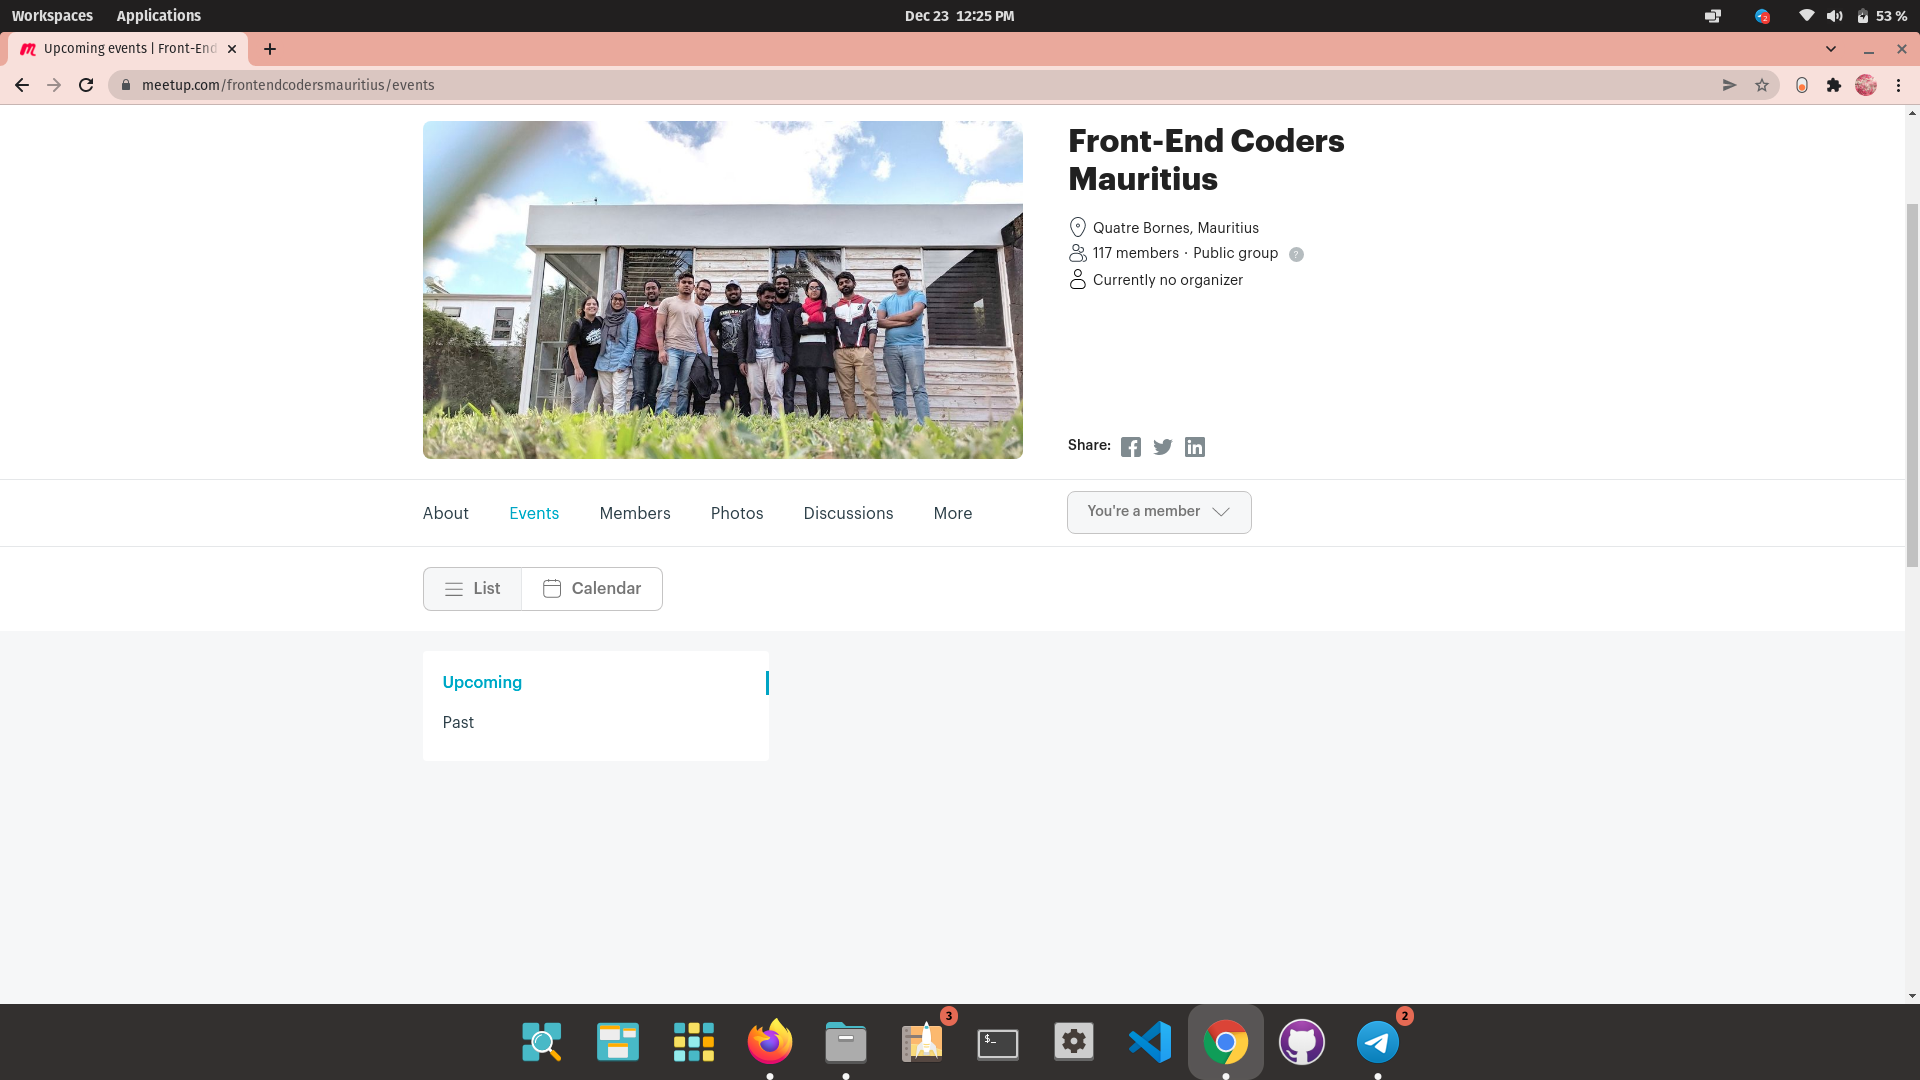 Workspaces Applications Dec 23 12:25 PM 2 53 %
Upcoming events | Front-End
meetup.com/frontendcodersmauritius/events
Front-End Coders
Mauritius
Quatre Bornes, Mauritius
117 members · Public group ?
Currently no organizer
Share:
About Events Members Photos Discussions More You're a member
List Calendar
Upcoming
Past
3 2
$_